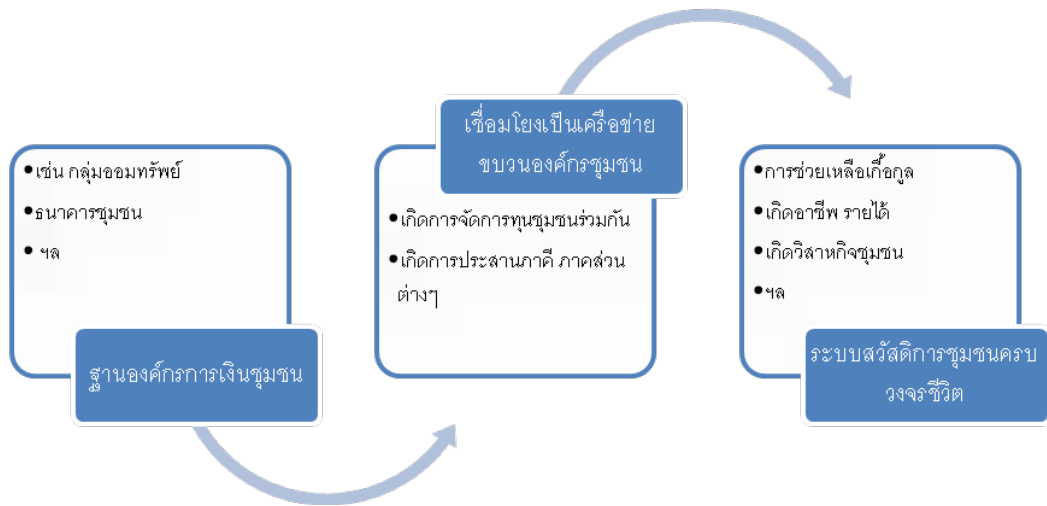 •เช่น กลุ่มออมทรัพย์
•ธนาคารชุมชน
• ฯล
ฐานองค์กรการเงินชุมชน
เชื่อมโยงเป็นเครือข่าย
ขบวนองค์กรชุมชน
•เกิดการจัดการทุนชุมชนร่วมกัน
•เกิดการประสานภาคี ภาคส่วน
ต่างๆ
•การช่วยเหลือเกื้อกูล
•เกิดอาชีพ รายได้
•เกิดวิสาหกิจชุมชน
•ฯล
ระบบสวัสดิการชุมชนครบ
วงจรชีวิต